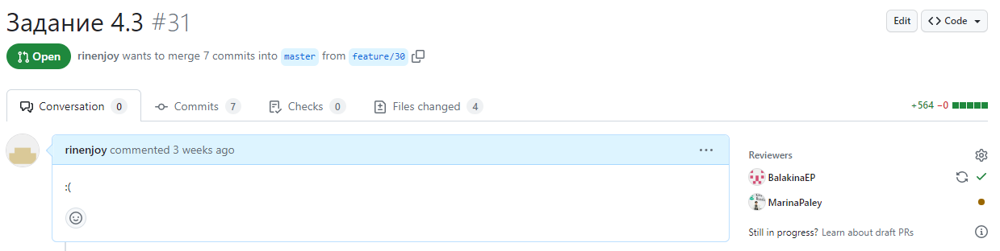 Задание 4.3 #31
Edit
Code
Open
rinenjoy wants to merge 7 commits into master from feature/30
Conversation 0
Commits 7
Checks 0
Files changed 4
+564 −0
rinenjoy commented 3 weeks ago
:(
Reviewers
BalakinaEP
MarinaPaley
Still in progress? Learn about draft PRs